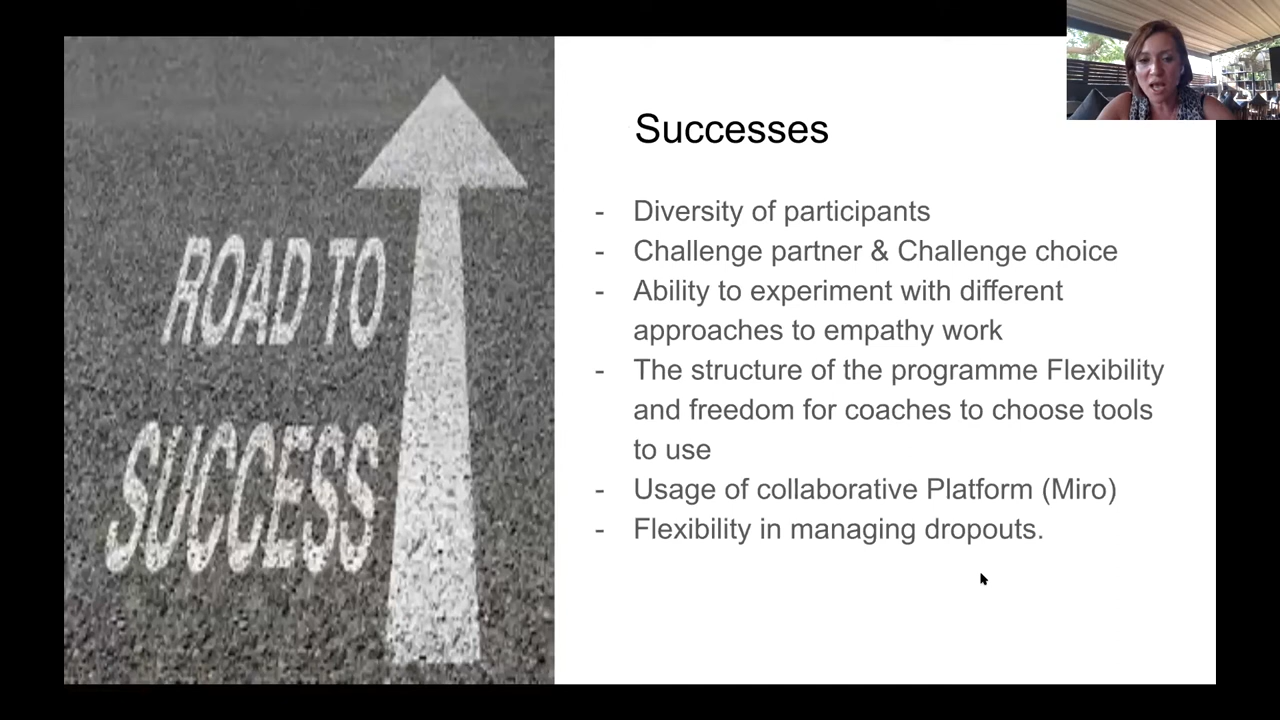 ROAD TO
SUCCESS
Successes
- Diversity of participants
- Challenge partner & Challenge choice
- Ability to experiment with different
approaches to empathy work
- The structure of the programme Flexibility
and freedom for coaches to choose tools
to use
- Usage of collaborative Platform (Miro)
- Flexibility in managing dropouts.